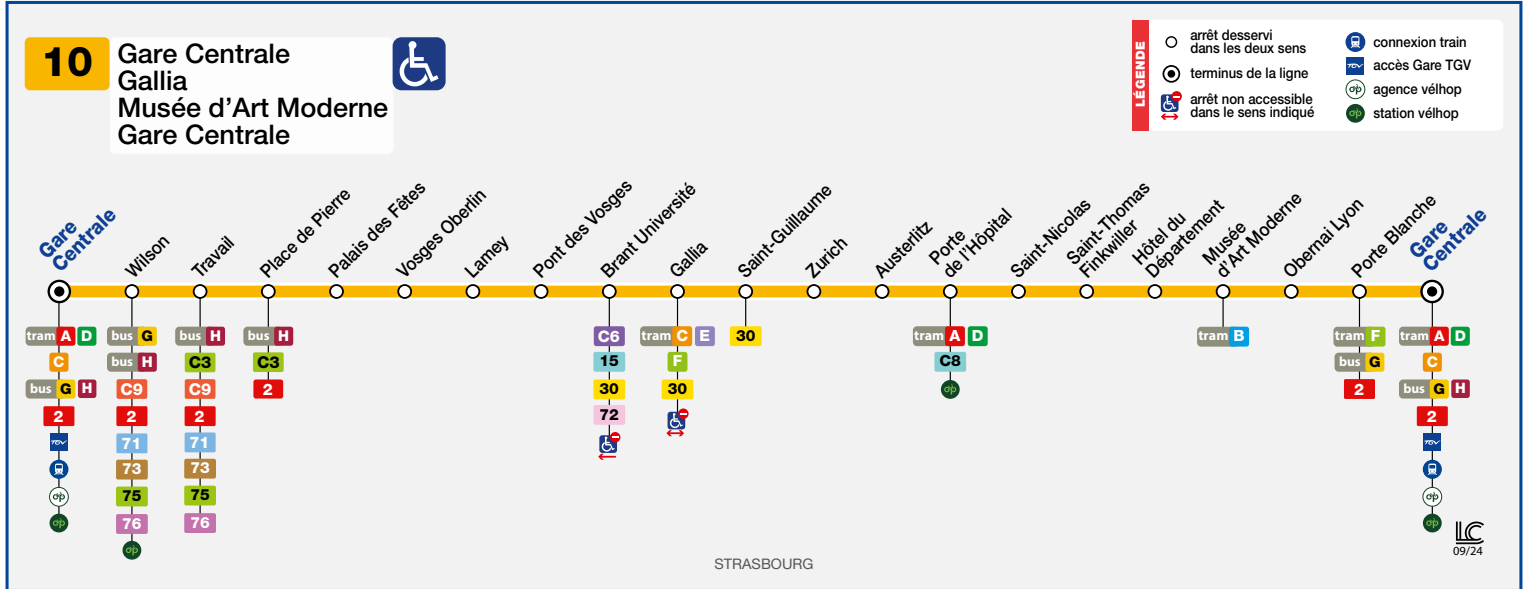 10
Gare Centrale
Gallia
Musée d'Art Moderne
Gare Centrale
LÉGENDE
arrêt desservi
dans les deux sens
terminus de la ligne
arrêt non accessible
dans le sens indiqué
connexion train
TGV accès Gare TGV
agence vélhop
station vélhop
Gare
Centrale
Wilson
Travail
Place de Pierre
Palais des Fêtes
Vosges Oberlin
Lamey
Pont des Vosges
Brant Université
Gallia
Saint-Guillaume
Zurich
Austerlitz
Porte
de l'Hôpital
Saint-Nicolas
Saint-Thomas
Finkwiller
Hôtel du
Département
Musée
d'Art Moderne
Obernai Lyon
Porte Blanche
Gare
Centrale
tram A D
C
bus G H
2
TGV
bus G
bus H
C9
2
71
73
75
76
bus H
C3
C9
2
71
73
75
76
bus H
C3
2
C6
15
30
72
tram C E
F
30
30
tram A D
C8
tram B
tram F
bus G
2
tram A D
C
bus G H
2
TGV
STRASBOURG
LC
09/24